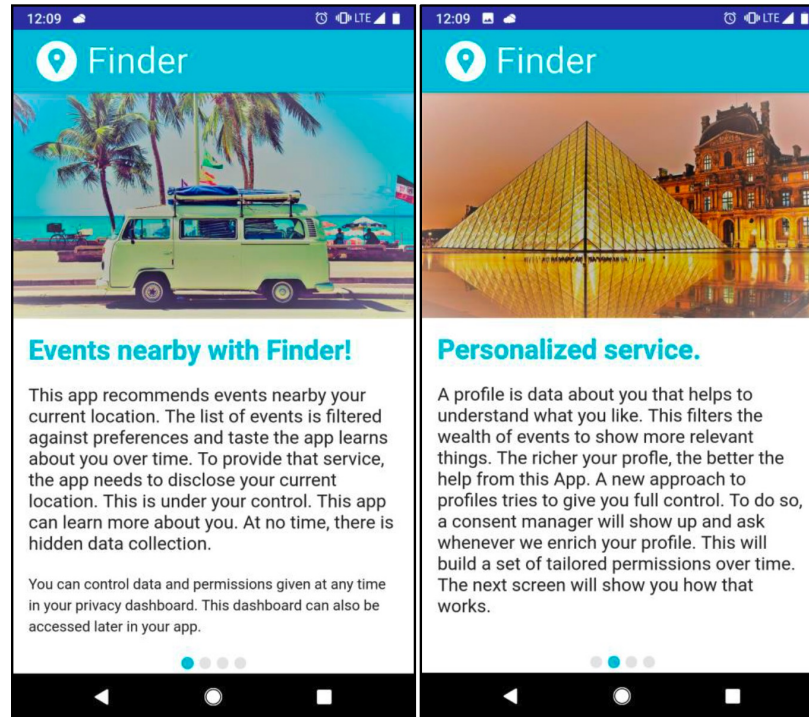 12:09
LTE
Finder
Events nearby with Finder!
This app recommends events nearby your
current location. The list of events is filtered
against preferences and taste the app learns
about you over time. To provide that service,
the app needs to disclose your current
location. This is under your control. This app
can learn more about you. At no time, there is
hidden data collection.
You can control data and permissions given at any time
in your privacy dashboard. This dashboard can also be
accessed later in your app.
12:09
LTE
Finder
Personalized service.
A profile is data about you that helps to
understand what you like. This filters the
wealth of events to show more relevant
things. The richer your profle, the better the
help from this App. A new approach to
profiles tries to give you full control. To do so,
a consent manager will show up and ask
whenever we enrich your profile. This will
build a set of tailored permissions over time.
The next screen will show you how that
works.